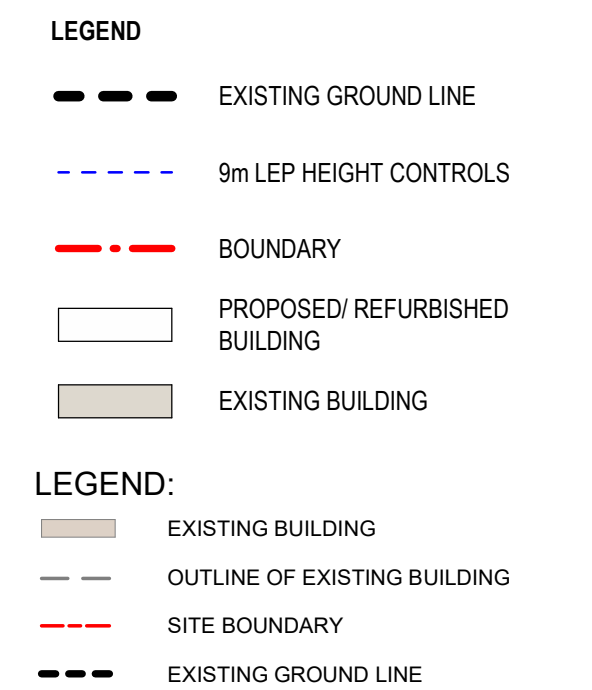 LEGEND
EXISTING GROUND LINE
9m LEP HEIGHT CONTROLS
BOUNDARY
PROPOSED/ REFURBISHED
BUILDING
EXISTING BUILDING
LEGEND:
EXISTING BUILDING
OUTLINE OF EXISTING BUILDING
SITE BOUNDARY
EXISTING GROUND LINE